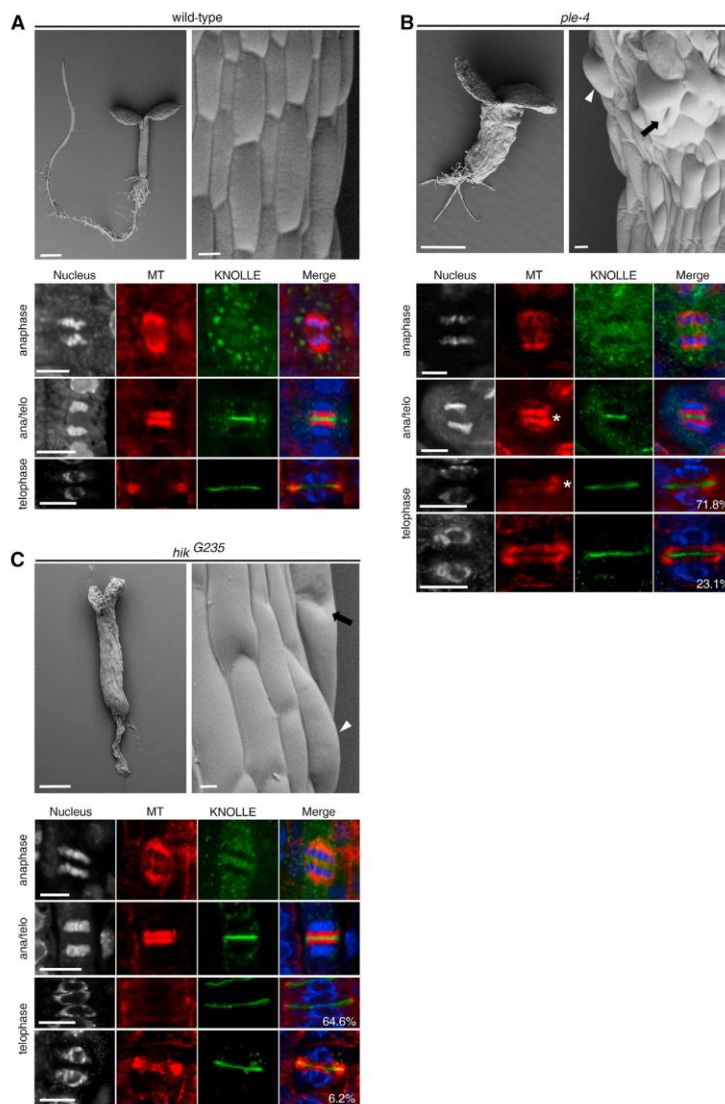 A
wild-type
Nucleus MT KNOLLE Merge
anaphase
ana/telo
telophase
B
ple-4
Nucleus MT KNOLLE Merge
anaphase
ana/telo
*
telophase
*
71.8%
23.1%
C
hik G235
Nucleus MT KNOLLE Merge
anaphase
ana/telo
telophase
64.6%
6.2%